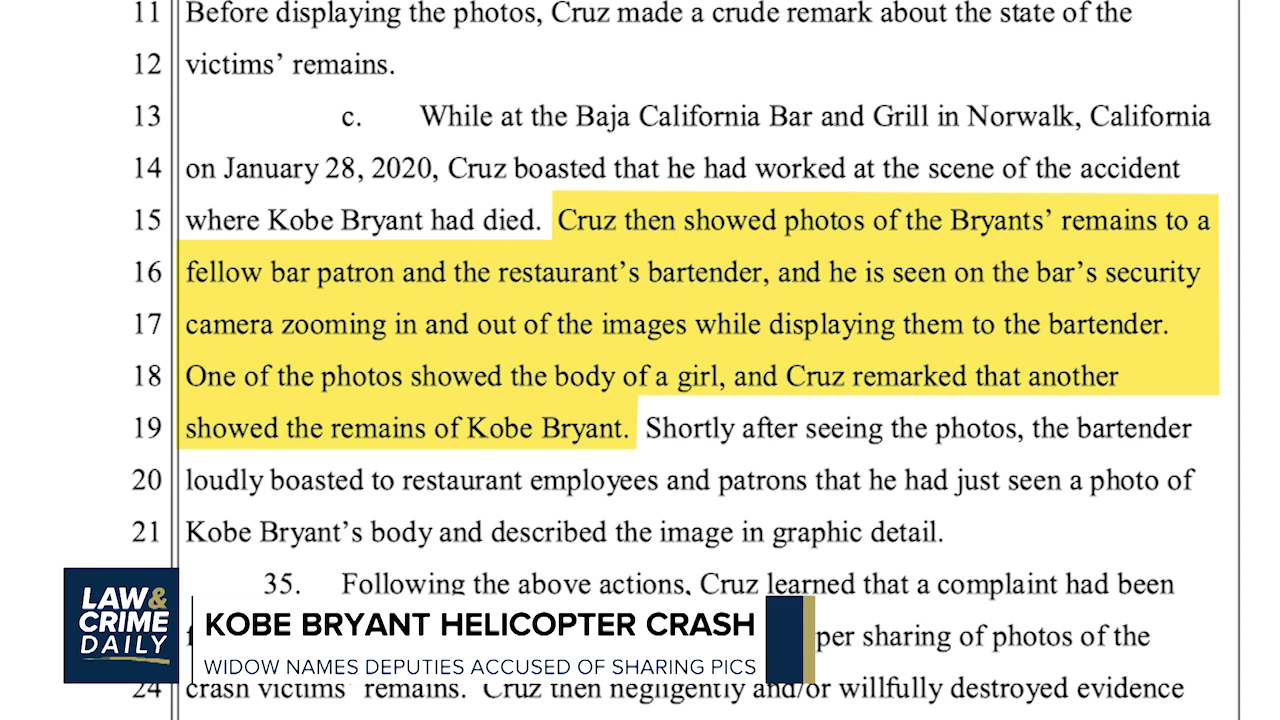 11 Before displaying the photos, Cruz made a crude remark about the state of the
12 victims’ remains.
13 c. While at the Baja California Bar and Grill in Norwalk, California
14 on January 28, 2020, Cruz boasted that he had worked at the scene of the accident
15 where Kobe Bryant had died. Cruz then showed photos of the Bryants’ remains to a
16 fellow bar patron and the restaurant’s bartender, and he is seen on the bar’s security
17 camera zooming in and out of the images while displaying them to the bartender.
18 One of the photos showed the body of a girl, and Cruz remarked that another
19 showed the remains of Kobe Bryant. Shortly after seeing the photos, the bartender
20 loudly boasted to restaurant employees and patrons that he had just seen a photo of
21 Kobe Bryant’s body and described the image in graphic detail.
35. Following the above actions, Cruz learned that a complaint had been
sharing of photos of the
24 crash victims’ remains. Cruz then negligently and/or willfully destroyed evidence
LAW&
CRIME
DAILY
KOBE BRYANT HELICOPTER CRASH
WIDOW NAMES DEPUTIES ACCUSED OF SHARING PICS